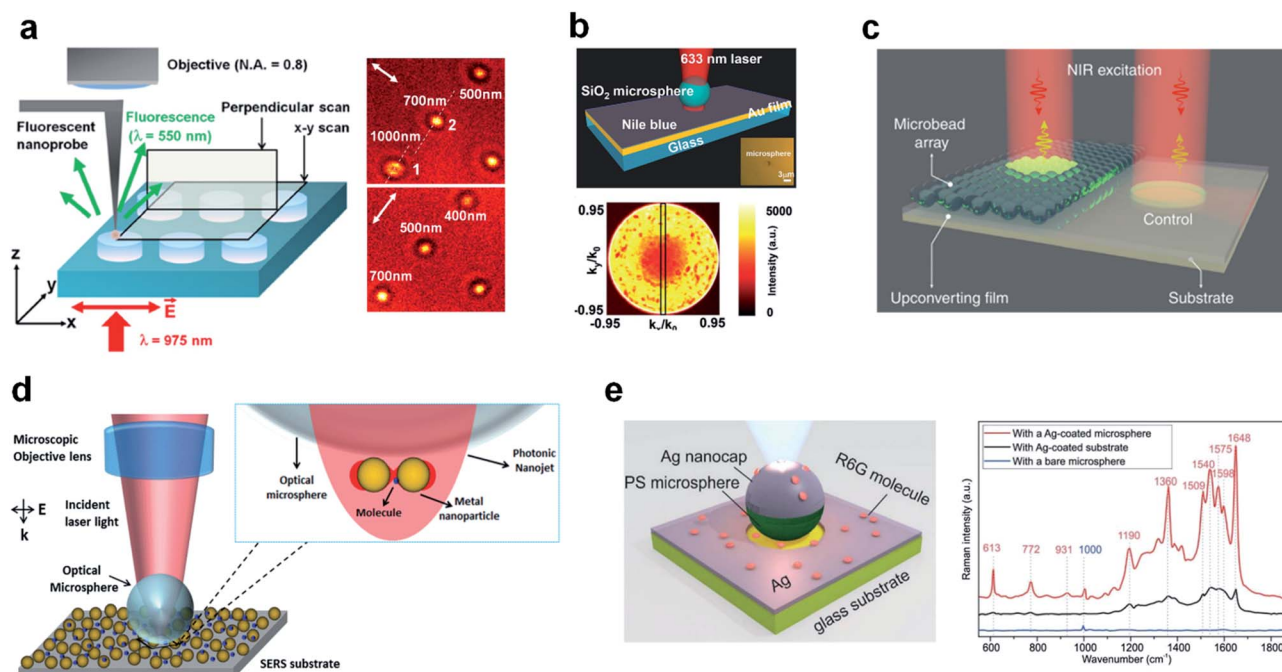 a
Objective (N.A. = 0.8)
Perpendicular scan
x-y scan
Fluorescent
nanoprobe
Fluorescence
(λ = 550 nm)
z
y
x
E
λ = 975 nm
500nm
700nm
1000nm
2
1
400nm
500nm
700nm
b
633 nm laser
SiO2 microsphere
Nile blue
Au film
Glass
microsphere
3μm
0.95
ky/k0
-0.95
-0.95
kx/k0
0.95
5000
Intensity (a.u.)
0
c
NIR excitation
Microbead
array
Control
Upconverting film
Substrate
d
Microscopic
Objective lens
Incident
laser light
E
k
Optical
Microsphere
SERS substrate
Optical
microsphere
Molecule
Metal
nanoparticle
Photonic
Nanojet
e
Ag nanocap
PS microsphere
R6G molecule
Ag
glass substrate
Raman intensity (a.u.)
With a Ag-coated microsphere
With Ag-coated substrate
With a bare microsphere
613
772
931
1000
1190
1360
1509
1540
1575
1598
1648
600 800 1000 1200 1400 1600 1800
Wavenumber (cm-1)